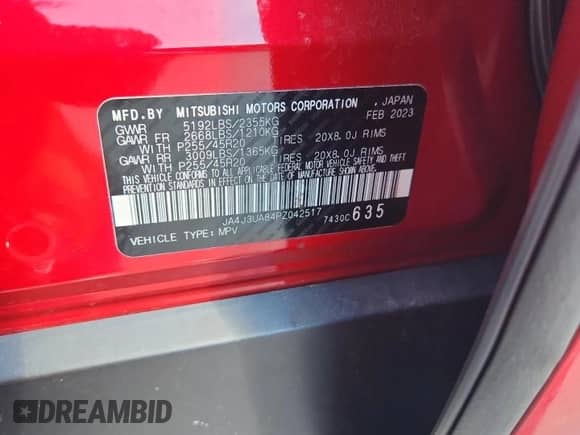 MFD. BY MITSUBISHI MOTORS CORPORATION , JAPAN
GVWR 5192LBS/2355KG FEB 2023
GAWR FR 2668LBS/1210KG
WITH P255/45R20 TIRES 20X8.0J RIMS
GAWR RR 3009LBS/1365KG
WITH P255/45R20 TIRES 20X8.0J RIMS
THIS VEHICLE CONFORMS TO ALL APPLICABLE FEDERAL MOTOR VEHICLE SAFETY AND THEFT
PREVENTION STANDARDS IN EFFECT ON THE DATE OF MANUFACTURE SHOWN ABOVE.
JA4J3UA84PZ042517 7430C 635
VEHICLE TYPE: MPV
DREAMBID